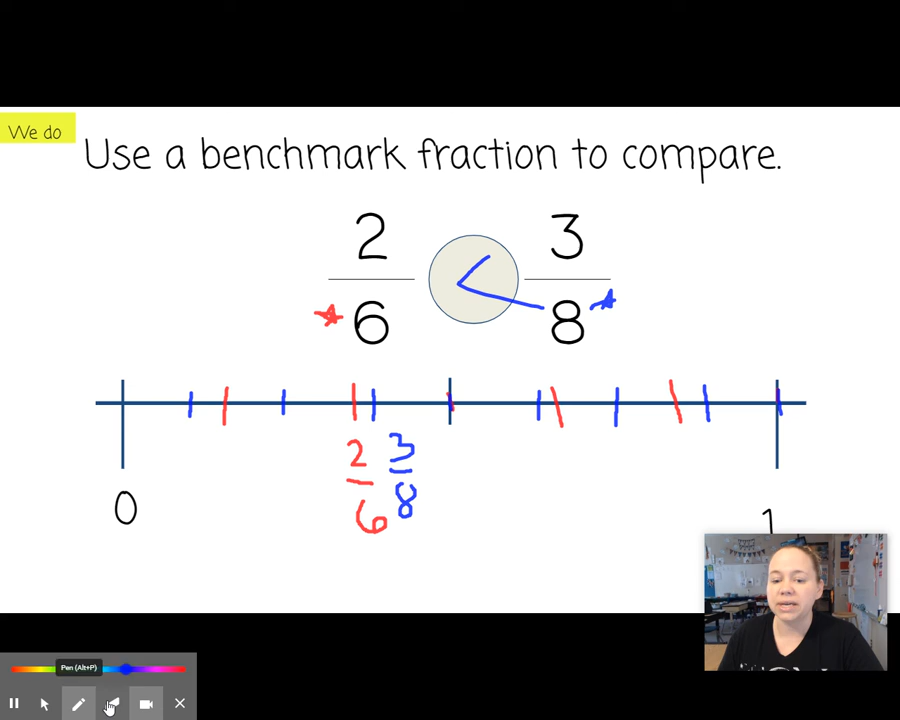 We do
Use a benchmark fraction to compare.
2 3
< 
*6 8*
2 3
6 8
0 1
Pen (Alt+P)